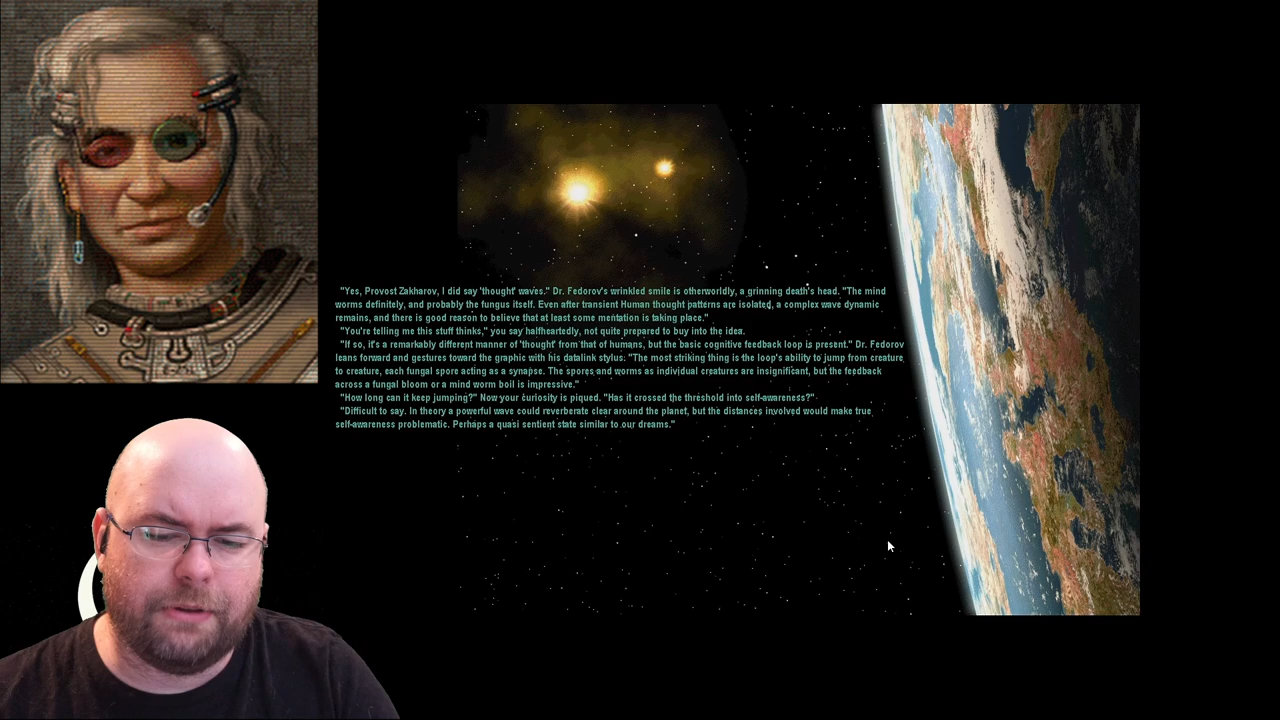 "Yes, Provost Zakharov, I did say 'thought' waves." Dr. Fedorov's wrinkled smile is otherworldly, a grinning death's head. "The mind
worms definitely, and probably the fungus itself. Even after transient Human thought patterns are isolated, a complex wave dynamic
remains, and there is good reason to believe that at least some mentation is taking place."
"You're telling me this stuff thinks," you say halfheartedly, not quite prepared to buy into the idea.
"If so, it's a remarkably different manner of 'thought' from that of humans, but the basic cognitive feedback loop is present." Dr. Fedorov
leans forward and gestures toward the graphic with his datalink stylus: "The most striking thing is the loop's ability to jump from creature
to creature, each fungal spore acting as a synapse. The spores and worms as individual creatures are insignificant, but the feedback
across a fungal bloom or a mind worm boil is impressive."
"How long can it keep jumping?" Now your curiosity is piqued. "Has it crossed the threshold into self-awareness?"
"Difficult to say. In theory a powerful wave could reverberate clear around the planet, but the distances involved would make true
self-awareness problematic. Perhaps a quasi sentient state similar to our dreams."